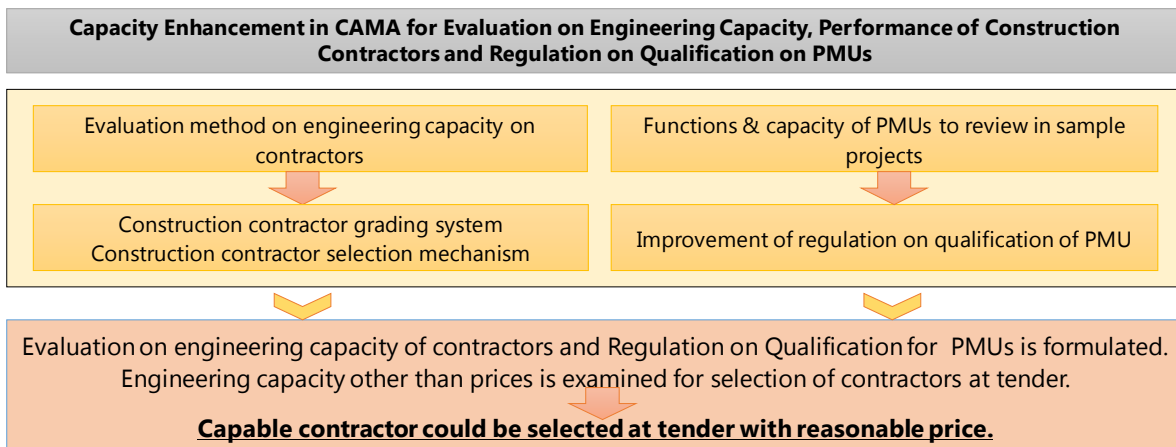 Capacity Enhancement in CAMA for Evaluation on Engineering Capacity, Performance of Construction
Contractors and Regulation on Qualification on PMUs
Evaluation method on engineering capacity on
contractors
Functions & capacity of PMUs to review in sample
projects
Construction contractor grading system
Construction contractor selection mechanism
Improvement of regulation on qualification of PMU
Evaluation on engineering capacity of contractors and Regulation on Qualification for PMUs is formulated.
Engineering capacity other than prices is examined for selection of contractors at tender.
Capable contractor could be selected at tender with reasonable price.